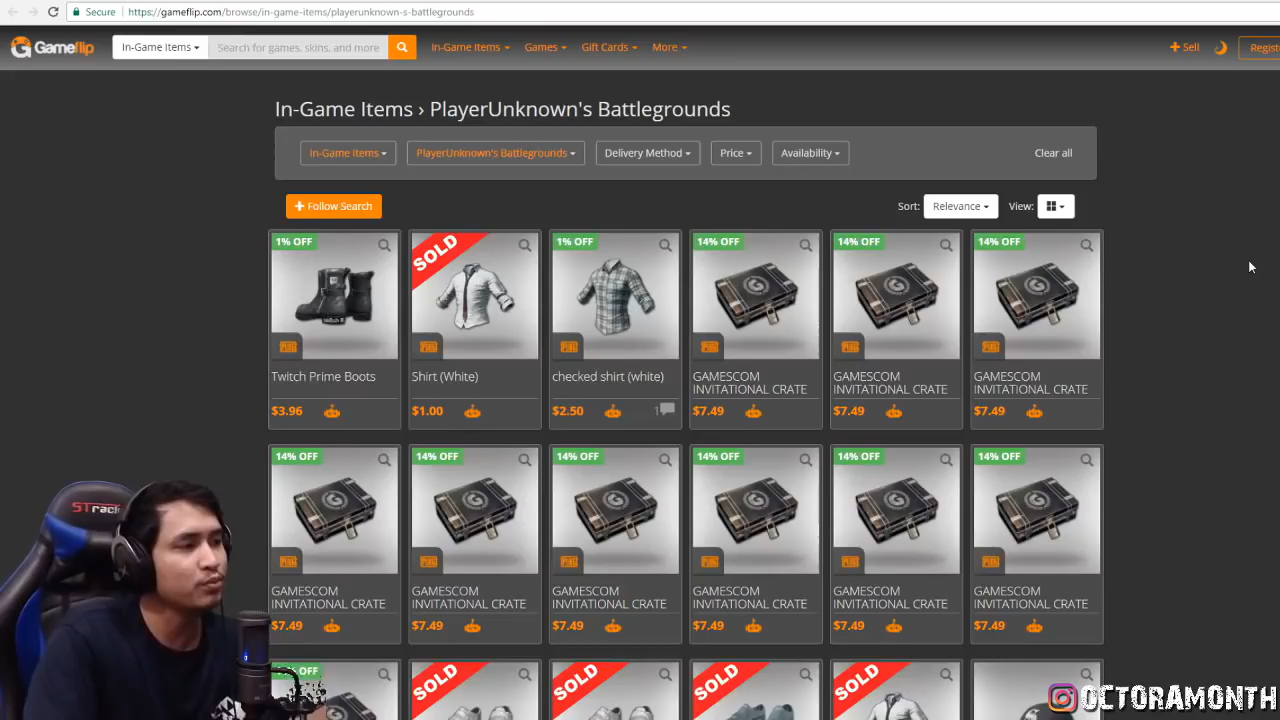 Secure https://gameflip.com/browse/in-game-items/playerunknown-s-battlegrounds
Gameflip In-Game Items Search for games, skins, and more In-Game Items Games Gift Cards More + Sell Regist
In-Game Items › PlayerUnknown's Battlegrounds
In-Game Items PlayerUnknown's Battlegrounds Delivery Method Price Availability Clear all
+ Follow Search Sort: Relevance View:
1% OFF SOLD 1% OFF 14% OFF 14% OFF 14% OFF
Twitch Prime Boots Shirt (White) checked shirt (white) GAMESCOM GAMESCOM GAMESCOM
INVITATIONAL CRATE INVITATIONAL CRATE INVITATIONAL CRATE
$3.96 $1.00 $2.50 1 $7.49 $7.49 $7.49
14% OFF 14% OFF 14% OFF 14% OFF 14% OFF 14% OFF
GAMESCOM GAMESCOM GAMESCOM GAMESCOM GAMESCOM GAMESCOM
INVITATIONAL CRATE INVITATIONAL CRATE INVITATIONAL CRATE INVITATIONAL CRATE INVITATIONAL CRATE INVITATIONAL CRATE
$7.49 $7.49 $7.49 $7.49 $7.49 $7.49
OFF SOLD SOLD SOLD SOLD
OCTORAMONTH